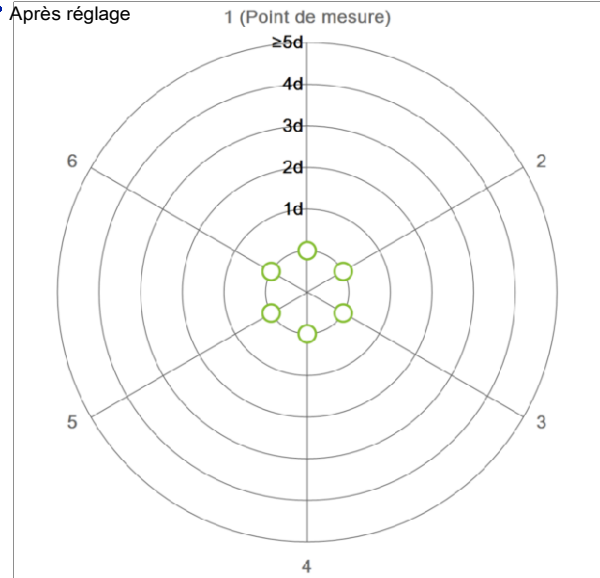 Après réglage
1 (Point de mesure)
≥5d
4d
3d
2d
1d
6
2
5
3
4